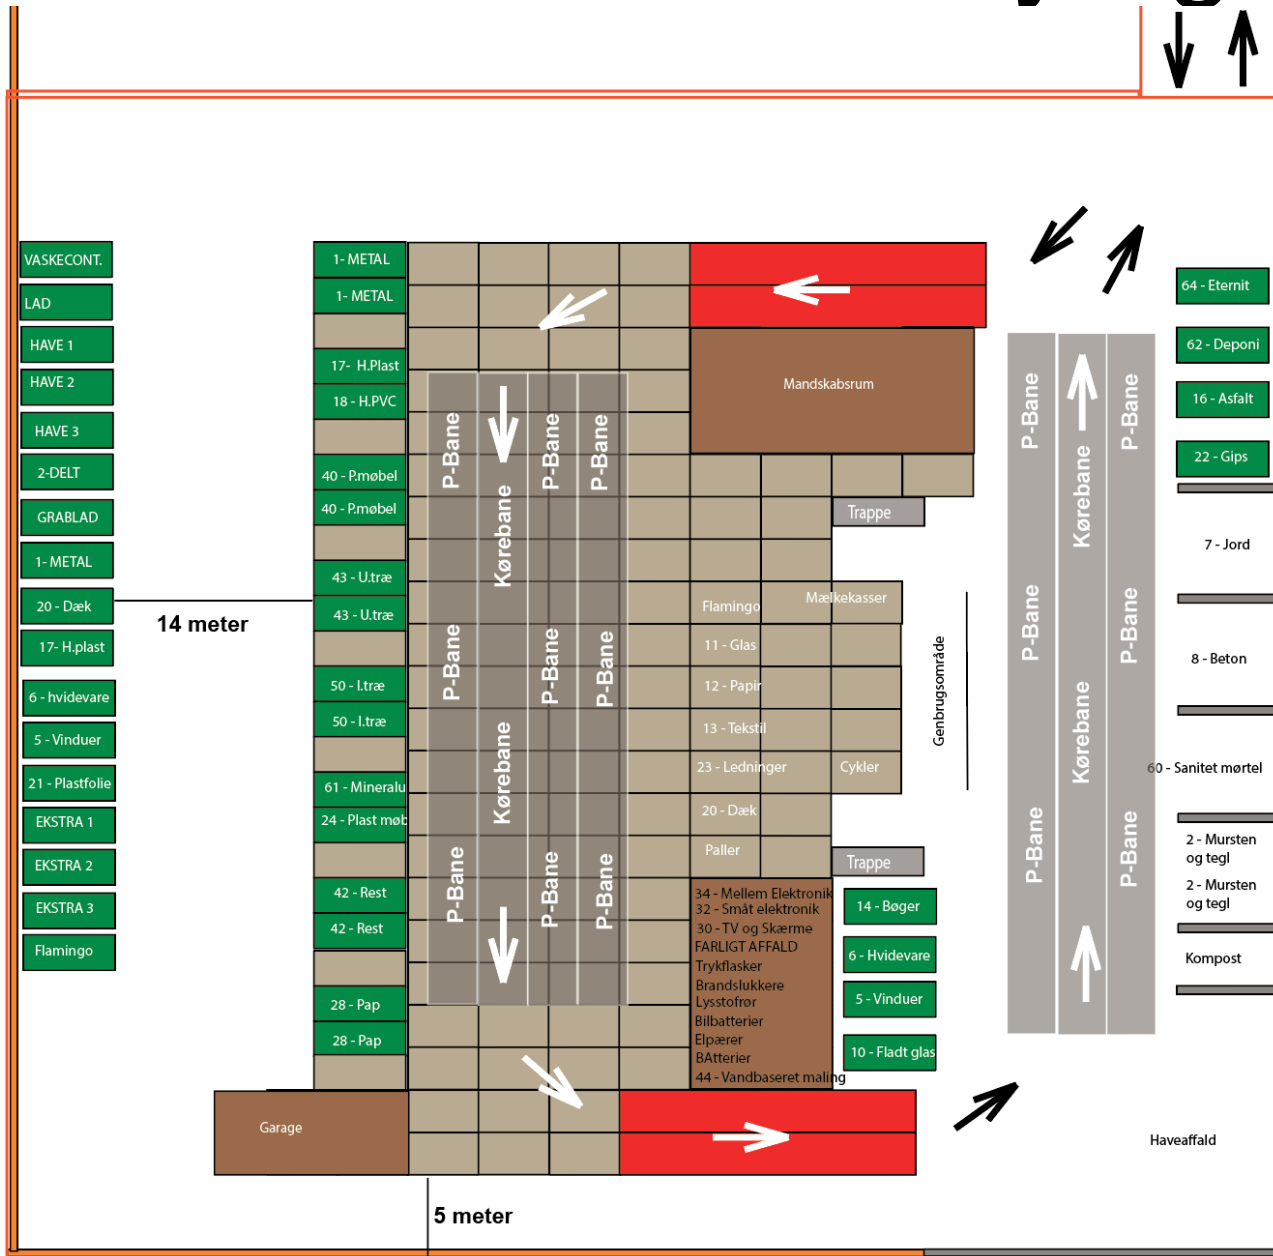 VASKECONT.
LAD
HAVE 1
HAVE 2
HAVE 3
2-DELT
GRABLAD
1- METAL
20 - Dæk
17- H.plast
6 - hvidevare
5 - Vinduer
21 - Plastfolie
EKSTRA 1
EKSTRA 2
EKSTRA 3
Flamingo
14 meter
1- METAL
1- METAL
17- H.Plast
18 - H.PVC
40 - P.møbel
40 - P.møbel
43 - U.træ
43 - U.træ
50 - I.træ
50 - I.træ
61 - Mineralu
24 - Plast møb
42 - Rest
42 - Rest
28 - Pap
28 - Pap
Garage
5 meter
P-Bane
P-Bane
P-Bane
Kørebane
Kørebane
P-Bane
P-Bane
P-Bane
P-Bane
P-Bane
P-Bane
Mandskabsrum
Trappe
Flamingo
Mælkekasser
11 - Glas
12 - Papir
13 - Tekstil
23 - Ledninger
Cykler
20 - Dæk
Paller
Trappe
Genbrugsområde
34 - Mellem Elektronik
32 - Småt elektronik
30 - TV og Skærme
FARLIGT AFFALD
Trykflasker
Brandslukkere
Lysstofrør
Bilbatterier
Elpærer
BAtterier
44 - Vandbaseret maling
14 - Bøger
6 - Hvidevare
5 - Vinduer
10 - Fladt glas
P-Bane
P-Bane
P-Bane
Kørebane
Kørebane
P-Bane
P-Bane
P-Bane
64 - Eternit
62 - Deponi
16 - Asfalt
22 - Gips
7 - Jord
8 - Beton
60 - Sanitet mørtel
2 - Mursten
og tegl
2 - Mursten
og tegl
Kompost
Haveaffald